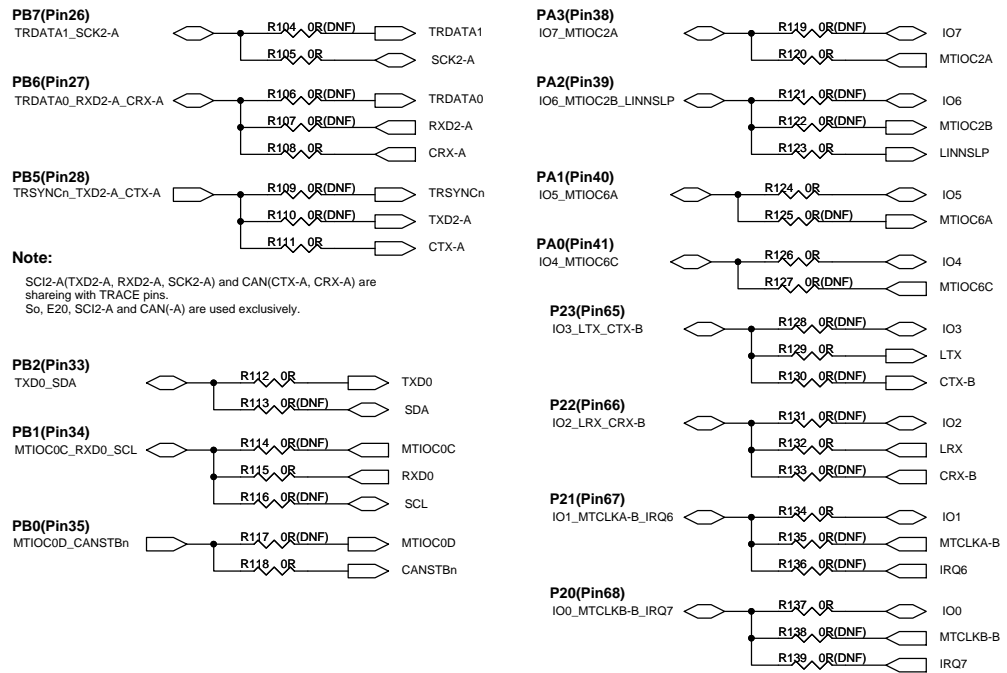 PB7(Pin26)
TRDATA1_SCK2-A
R104 0R(DNF) TRDATA1
R105 0R SCK2-A
PB6(Pin27)
TRDATA0_RXD2-A_CRX-A
R106 0R(DNF) TRDATA0
R107 0R(DNF) RXD2-A
R108 0R CRX-A
PB5(Pin28)
TRSYNCn_TXD2-A_CTX-A
R109 0R(DNF) TRSYNCn
R110 0R(DNF) TXD2-A
R111 0R CTX-A
Note:
SCI2-A(TXD2-A, RXD2-A, SCK2-A) and CAN(CTX-A, CRX-A) are
shareing with TRACE pins.
So, E20, SCI2-A and CAN(-A) are used exclusively.
PB2(Pin33)
TXD0_SDA
R112 0R TXD0
R113 0R(DNF) SDA
PB1(Pin34)
MTIOC0C_RXD0_SCL
R114 0R(DNF) MTIOC0C
R115 0R RXD0
R116 0R(DNF) SCL
PB0(Pin35)
MTIOC0D_CANSTBn
R117 0R(DNF) MTIOC0D
R118 0R CANSTBn
PA3(Pin38)
IO7_MTIOC2A
R119 0R(DNF) IO7
R120 0R MTIOC2A
PA2(Pin39)
IO6_MTIOC2B_LINNSLP
R121 0R(DNF) IO6
R122 0R(DNF) MTIOC2B
R123 0R LINNSLP
PA1(Pin40)
IO5_MTIOC6A
R124 0R IO5
R125 0R(DNF) MTIOC6A
PA0(Pin41)
IO4_MTIOC6C
R126 0R IO4
R127 0R(DNF) MTIOC6C
P23(Pin65)
IO3_LTX_CTX-B
R128 0R(DNF) IO3
R129 0R LTX
R130 0R(DNF) CTX-B
P22(Pin66)
IO2_LRX_CRX-B
R131 0R(DNF) IO2
R132 0R LRX
R133 0R(DNF) CRX-B
P21(Pin67)
IO1_MTCLKA-B_IRQ6
R134 0R IO1
R135 0R(DNF) MTCLKA-B
R136 0R(DNF) IRQ6
P20(Pin68)
IO0_MTCLKB-B_IRQ7
R137 0R IO0
R138 0R(DNF) MTCLKB-B
R139 0R(DNF) IRQ7